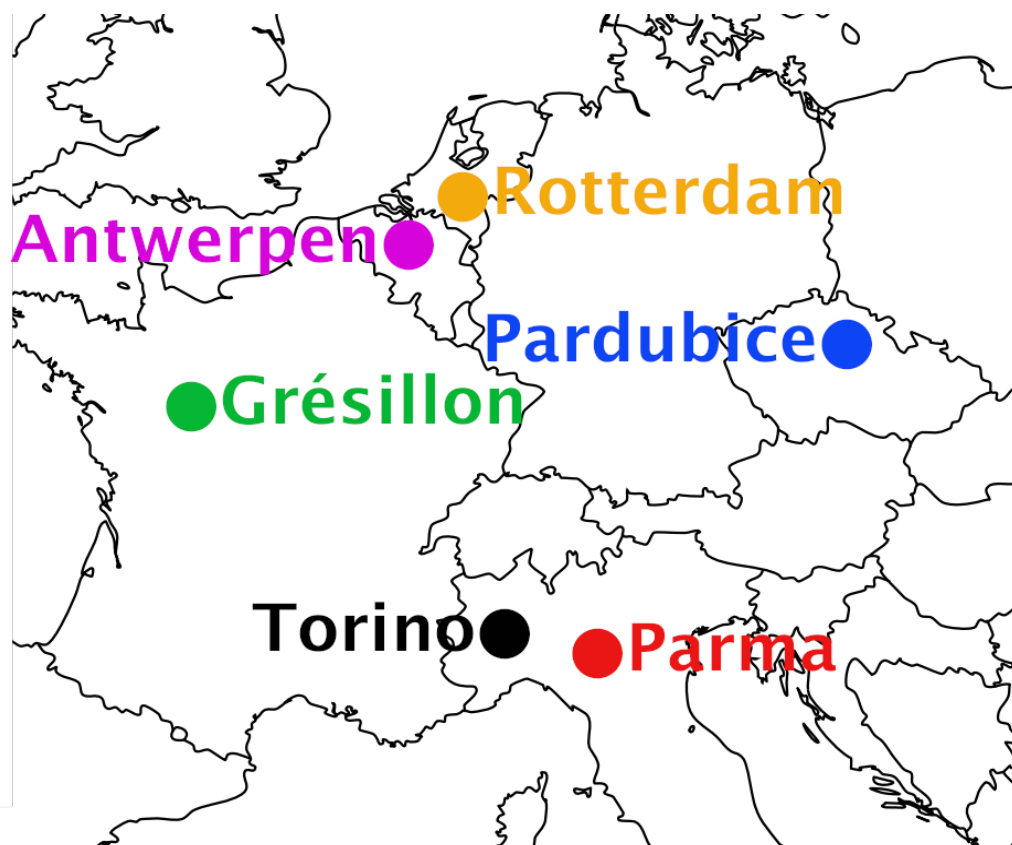 Rotterdam
Antwerpen
Pardubice
Grésillon
Torino
Parma